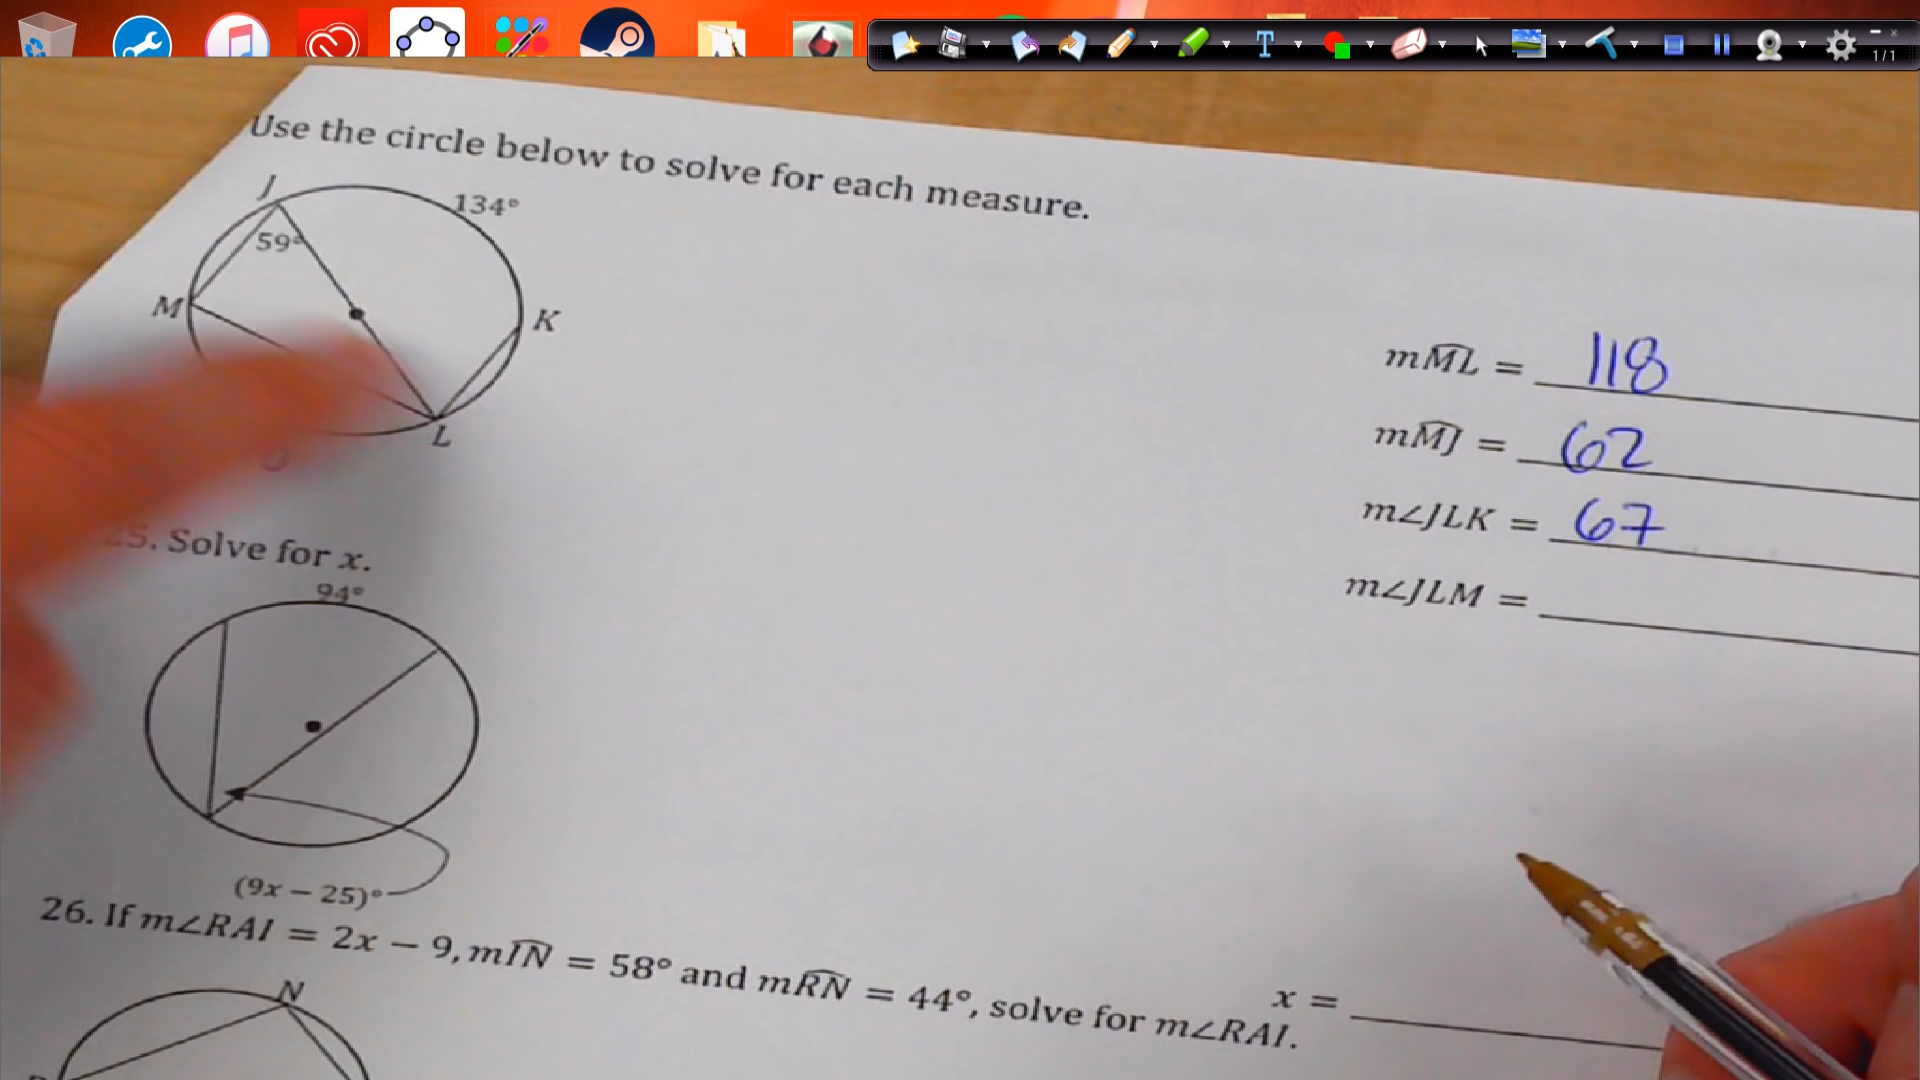 1/1
Use the circle below to solve for each measure.
J
134°
59°
M
K
L
mML = 118
mMJ = 62
m∠JLK = 67
m∠JLM =
25. Solve for x.
94°
(9x − 25)°
x =
26. If m∠RAI = 2x − 9, mIN = 58° and mRN = 44°, solve for m∠RAI.
N